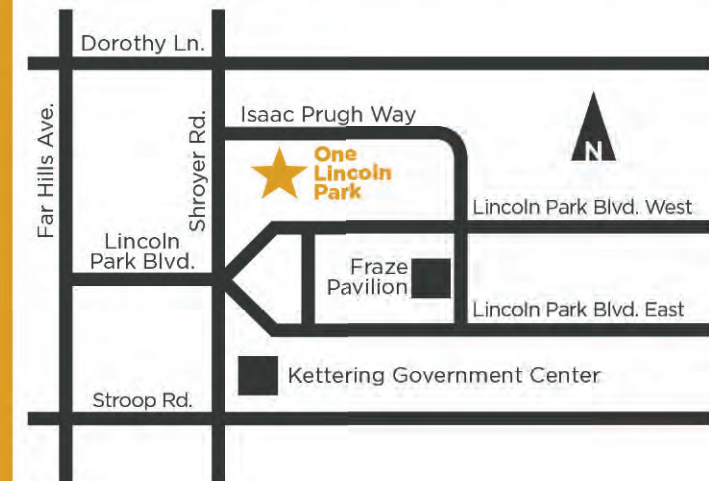 Dorothy Ln.
Far Hills Ave.
Shroyer Rd.
Isaac Prugh Way
N
One
Lincoln
Park
Lincoln Park Blvd. West
Lincoln
Park Blvd.
Fraze
Pavilion
Lincoln Park Blvd. East
Kettering Government Center
Stroop Rd.